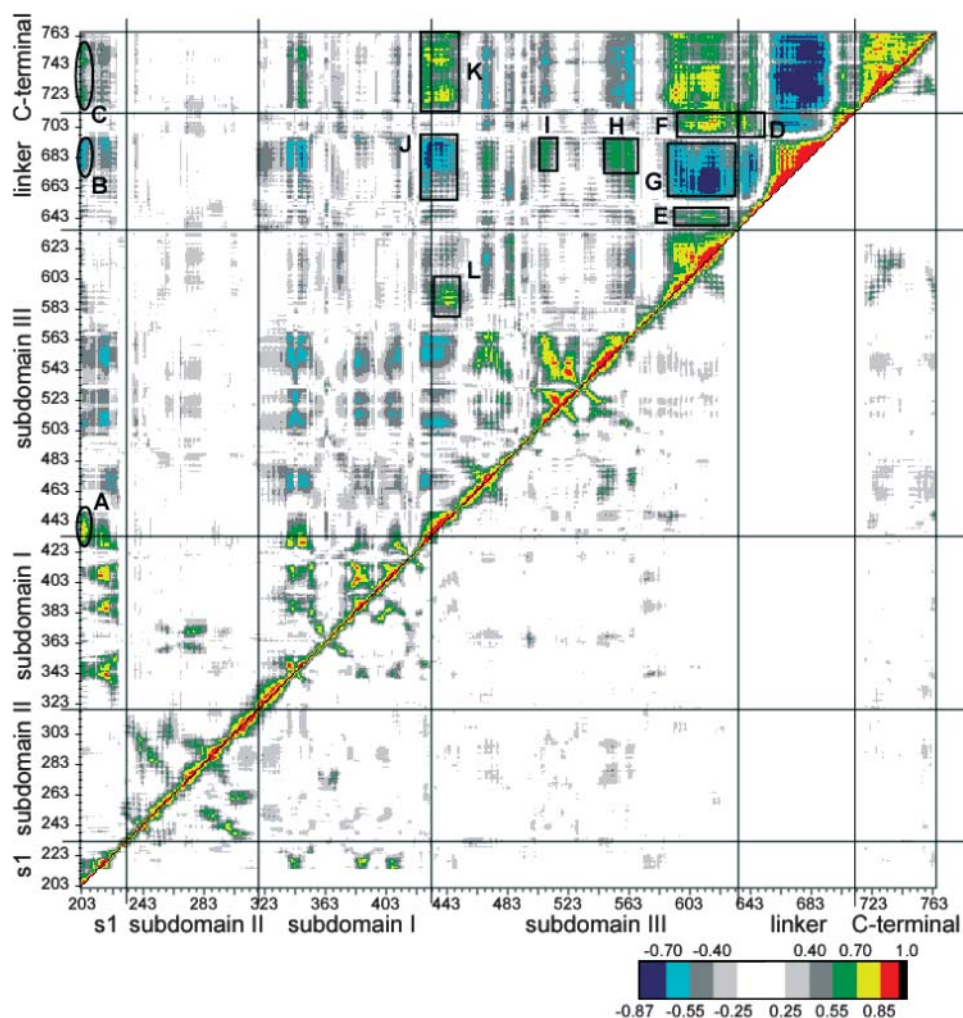 C-terminal
linker
subdomain III
subdomain I
subdomain II
s1
763
743
723
703
683
663
643
623
603
583
563
543
523
503
483
463
443
423
403
383
363
343
323
303
283
263
243
223
203
C
B
A
K
J
I
H
F
D
G
E
L
203 243 283 323 363 403 443 483 523 563 603 643 683 723 763
s1 subdomain II subdomain I subdomain III linker C-terminal
-0.70 -0.40 0.40 0.70 1.0
-0.87 -0.55 -0.25 0.25 0.55 0.85